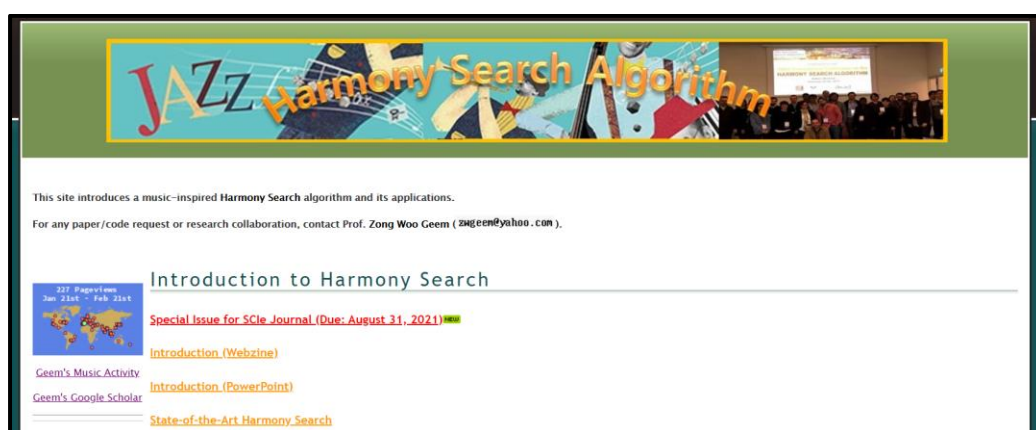 JAZZ Harmony Search Algorithm
HARMONY SEARCH ALGORITHM
This site introduces a music-inspired Harmony Search algorithm and its applications.
For any paper/code request or research collaboration, contact Prof. Zong Woo Geem ( zwgeem@yahoo.com ).
Introduction to Harmony Search
227 Pageviews
Jan 21st - Feb 21st
Special Issue for SCIe Journal (Due: August 31, 2021) NEW
Introduction (Webzine)
Geem's Music Activity
Introduction (PowerPoint)
Geem's Google Scholar
State-of-the-Art Harmony Search